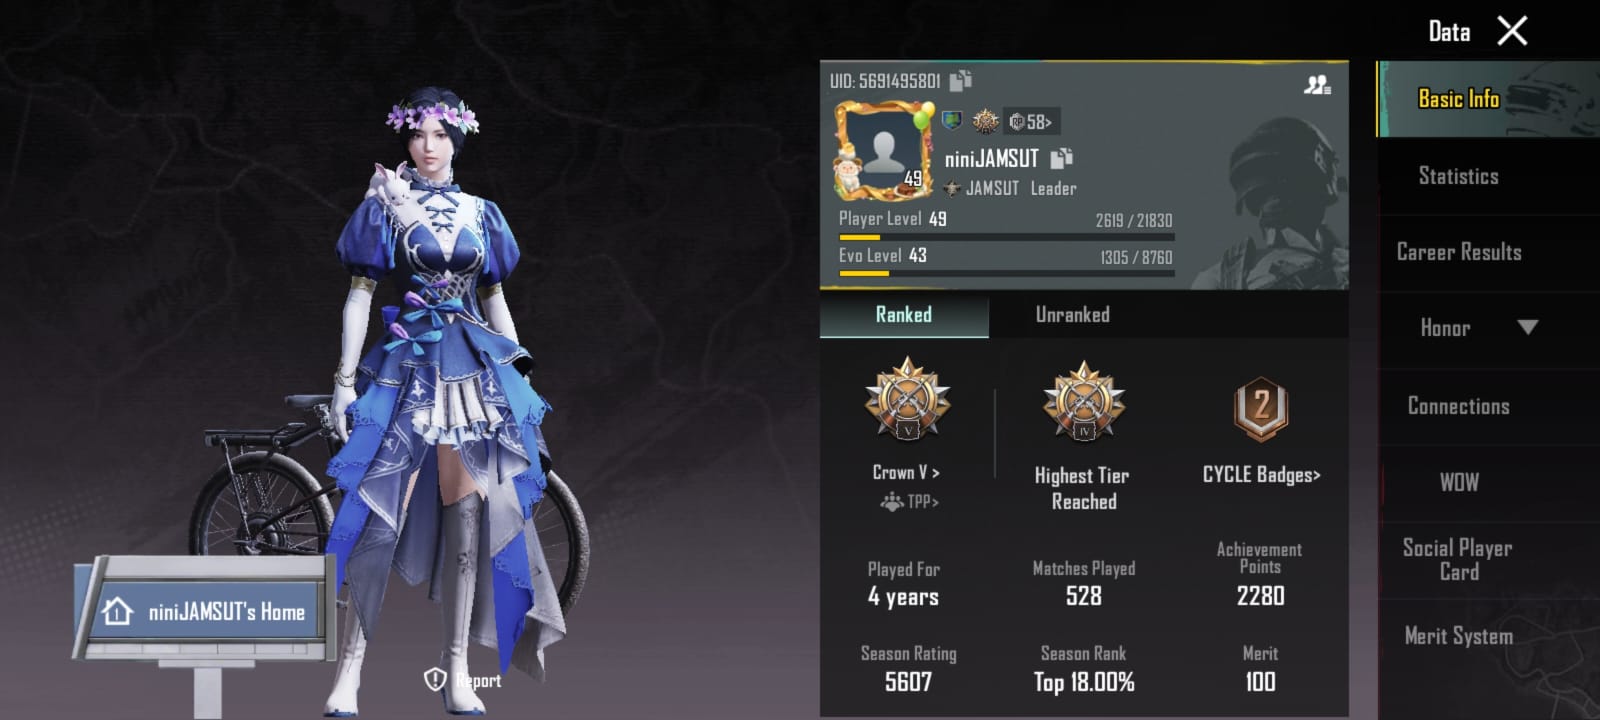 Data
UID: 5691495801
RP 58>
niniJAMSUT
49
JAMSUT Leader
Player Level 49 2619 / 21830
Evo Level 43 1305 / 8760
Ranked Unranked
V IV 2
Crown V >
TPP>
Highest Tier
Reached
CYCLE Badges>
Played For
4 years
Matches Played
528
Achievement
Points
2280
Season Rating
5607
Season Rank
Top 18.00%
Merit
100
Basic Info
Statistics
Career Results
Honor
Connections
WOW
Social Player
Card
Merit System
1 niniJAMSUT's Home
Report